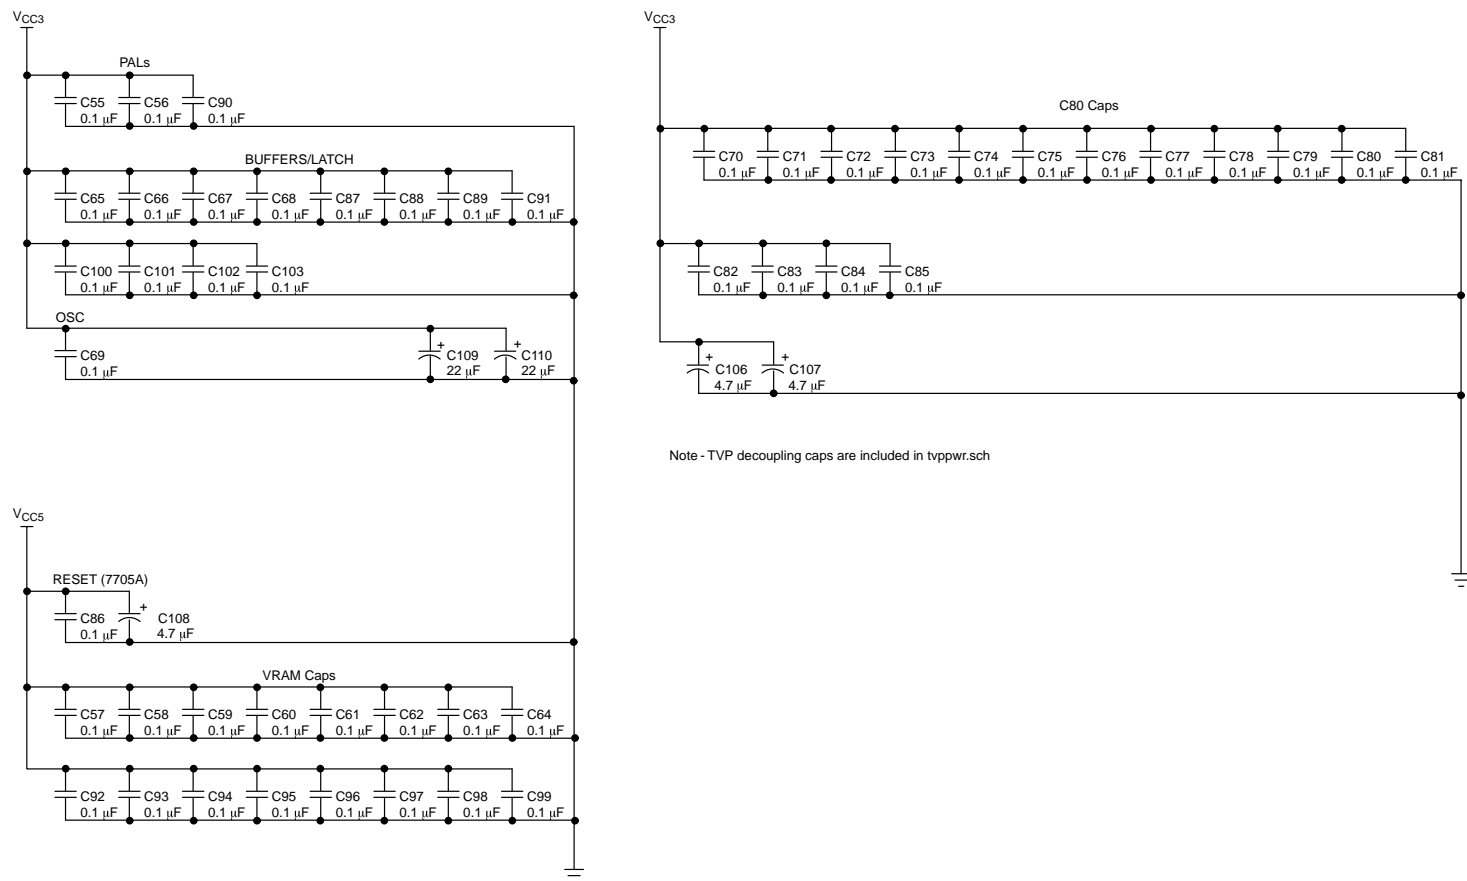 VCC3
PALs
C55 C56 C90
0.1 µF 0.1 µF 0.1 µF
BUFFERS/LATCH
C65 C66 C67 C68 C87 C88 C89 C91
0.1 µF 0.1 µF 0.1 µF 0.1 µF 0.1 µF 0.1 µF 0.1 µF 0.1 µF
C100 C101 C102 C103
0.1 µF 0.1 µF 0.1 µF 0.1 µF
OSC
+ +
C69 C109 C110
0.1 µF 22 µF 22 µF
VCC5
RESET (7705A)
+
C86 C108
0.1 µF 4.7 µF
VRAM Caps
C57 C58 C59 C60 C61 C62 C63 C64
0.1 µF 0.1 µF 0.1 µF 0.1 µF 0.1 µF 0.1 µF 0.1 µF 0.1 µF
C92 C93 C94 C95 C96 C97 C98 C99
0.1 µF 0.1 µF 0.1 µF 0.1 µF 0.1 µF 0.1 µF 0.1 µF 0.1 µF
VCC3
C80 Caps
C70 C71 C72 C73 C74 C75 C76 C77 C78 C79 C80 C81
0.1 µF 0.1 µF 0.1 µF 0.1 µF 0.1 µF 0.1 µF 0.1 µF 0.1 µF 0.1 µF 0.1 µF 0.1 µF 0.1 µF
C82 C83 C84 C85
0.1 µF 0.1 µF 0.1 µF 0.1 µF
+ +
C106 C107
4.7 µF 4.7 µF
Note - TVP decoupling caps are included in tvppwr.sch